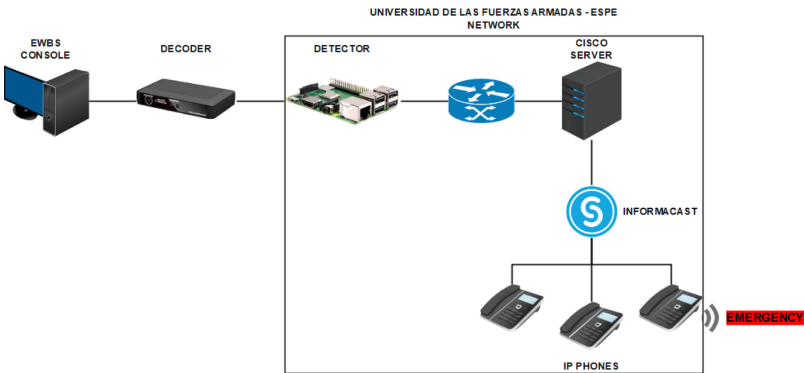 UNIVERSIDAD DE LAS FUERZAS ARMADAS - ESPE
NETWORK
EWBS
CONSOLE
DECODER
DETECTOR
CISCO
SERVER
S
INFORMACAST
EMERGENCY
IP PHONES